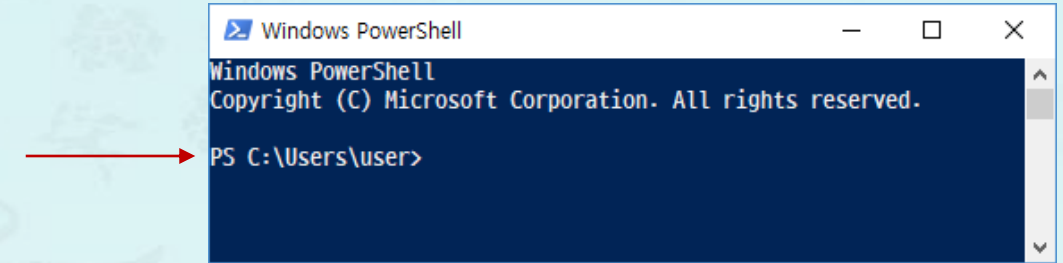 Windows PowerShell
Windows PowerShell
Copyright (C) Microsoft Corporation. All rights reserved.
PS C:\Users\user>